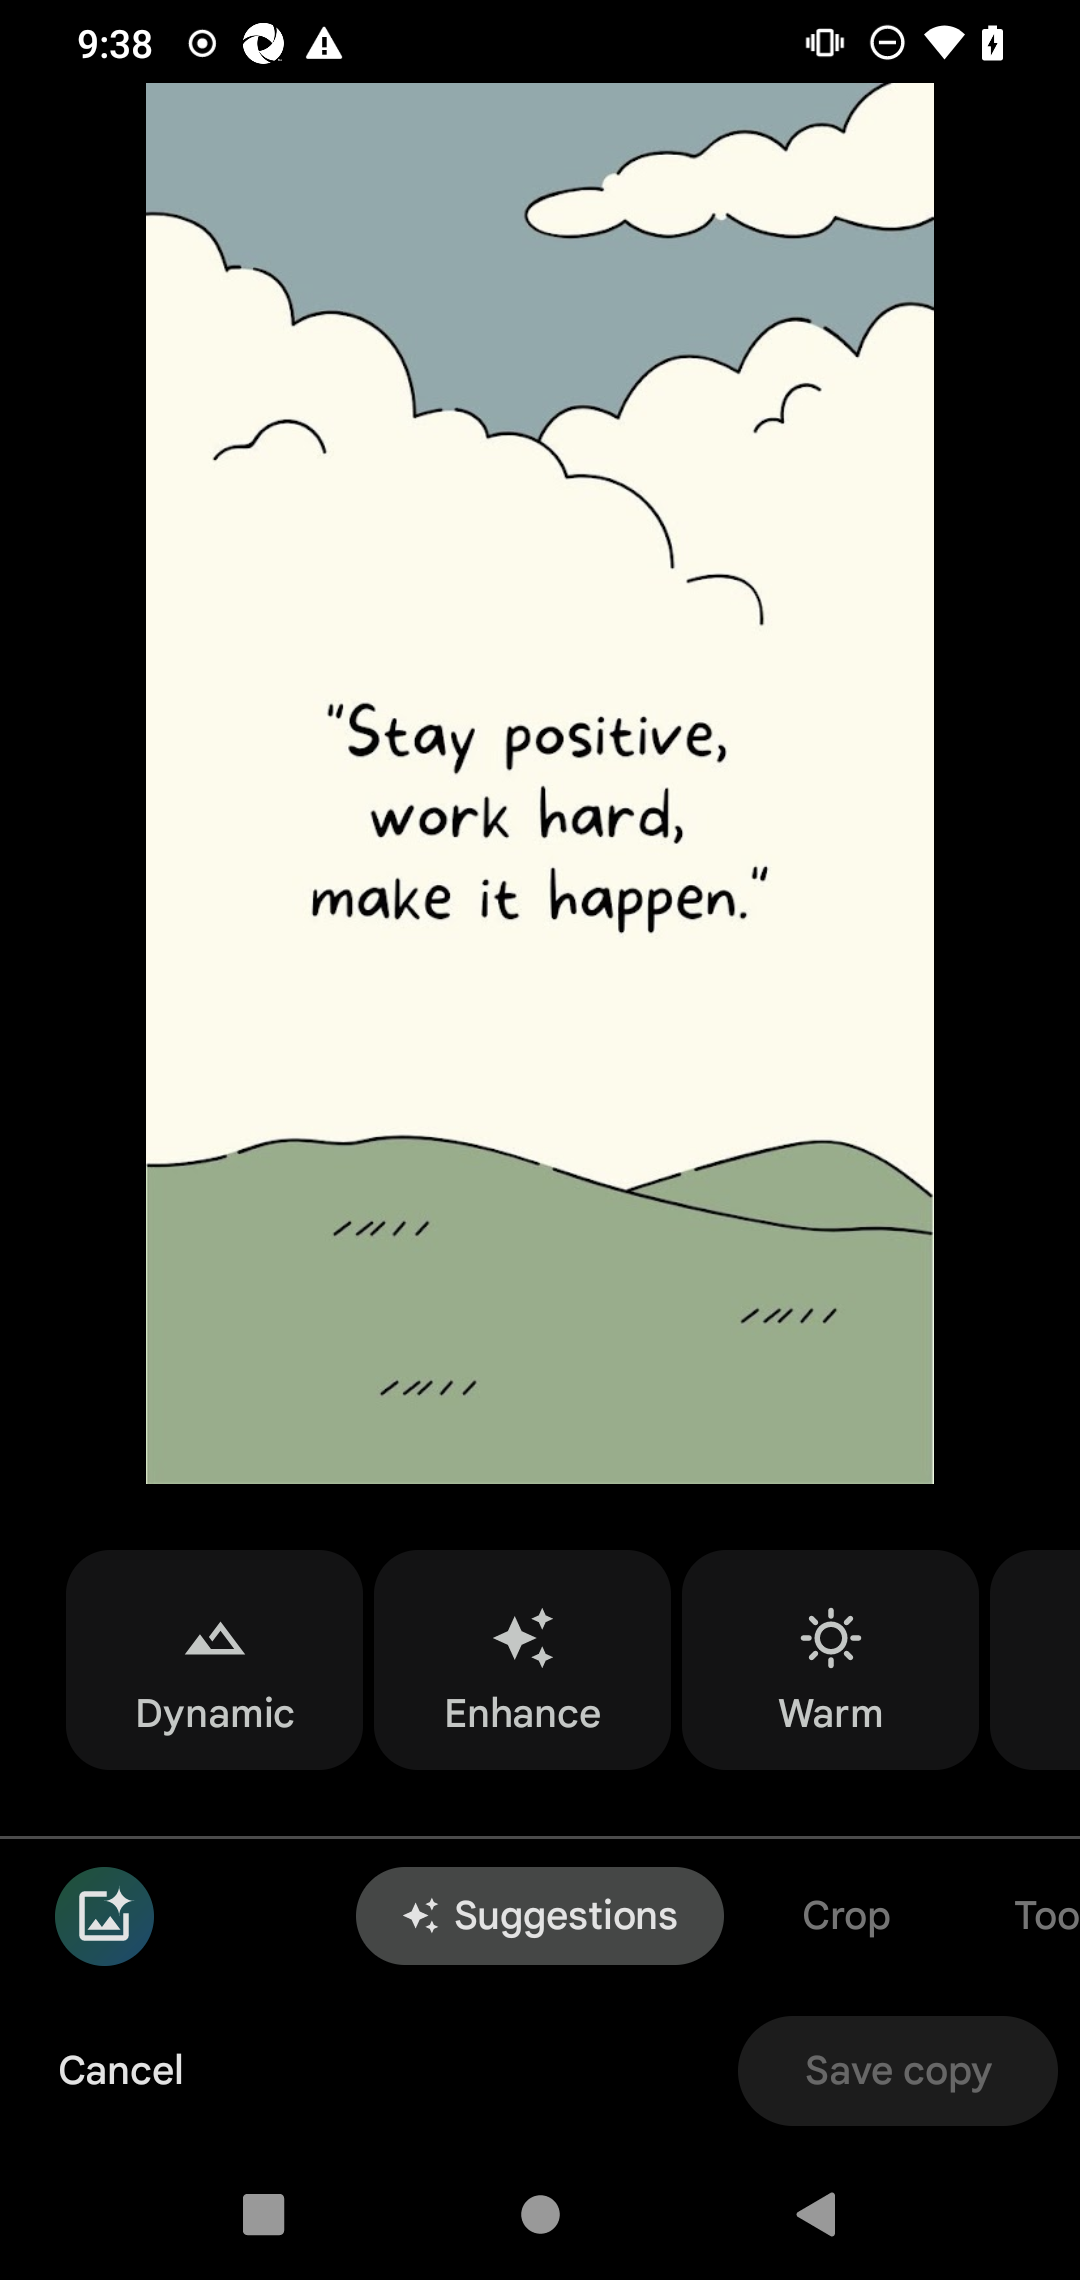 9:38
"Stay positive,
work hard,
make it happen."
Dynamic
Enhance
Warm
Suggestions
Crop
Too
Cancel
Save copy